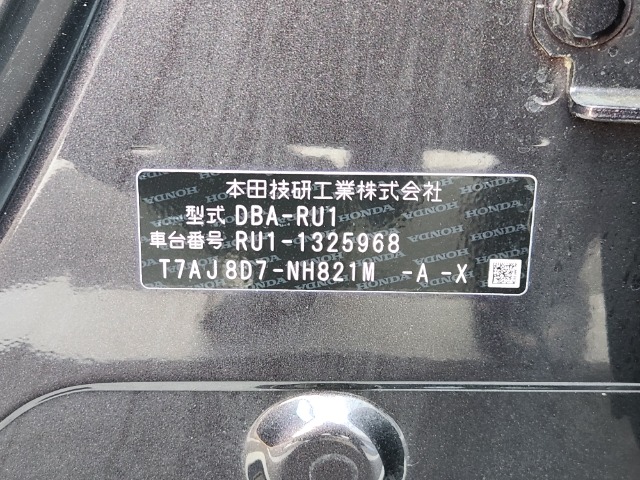 本田技研工業株式会社
型式 DBA-RU1
車台番号 RU1-1325968
T7AJ8D7-NH821M -A -X